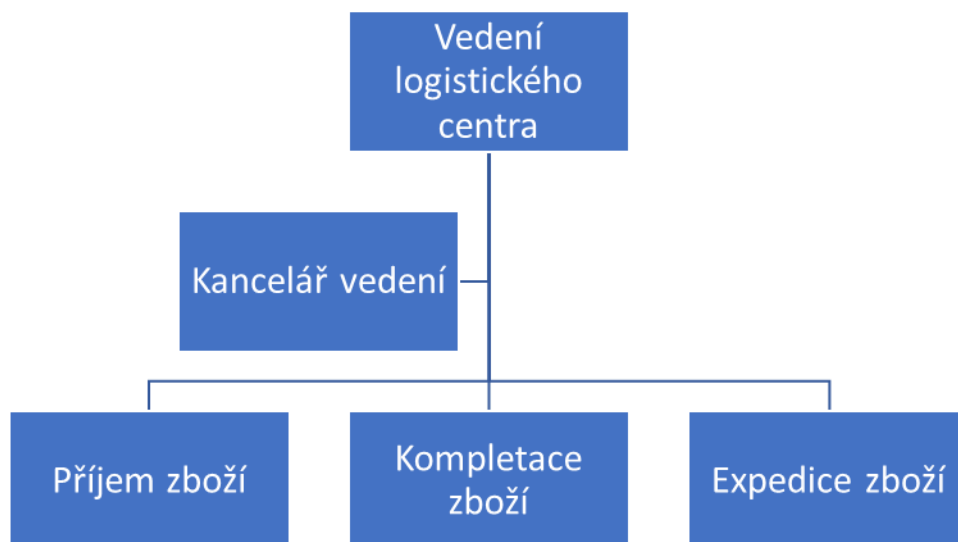 Vedení
logistického
centra
Kancelář vedení
Příjem zboží
Kompletace
zboží
Expedice zboží